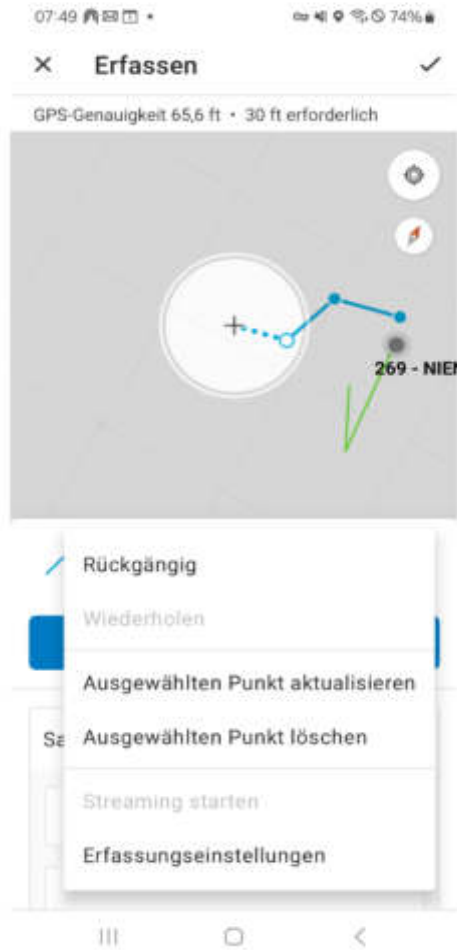 07:49
74%
Erfassen
GPS-Genauigkeit 65,6 ft • 30 ft erforderlich
269 - NIEN
Rückgängig
Wiederholen
Ausgewählten Punkt aktualisieren
Sa
Ausgewählten Punkt löschen
Streaming starten
Erfassungseinstellungen